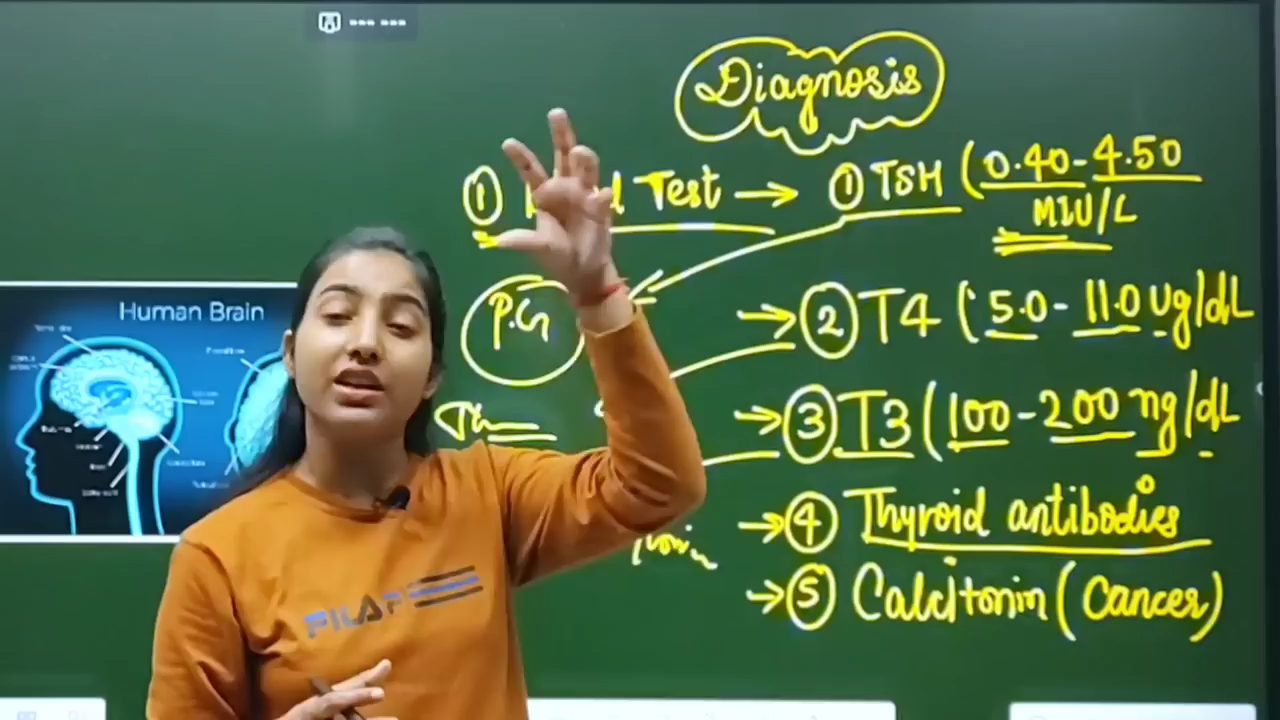 Diagnosis
① Test → ① TSH (0.40-4.50
MIU/L
P.G
→ ② T4 (5.0- 11.0 ug/dL
→ ③ T3 (100-200 ng/dL
→ ④ Thyroid antibodies
→ ⑤ Calcitonin (Cancer)
Human Brain
FILAF